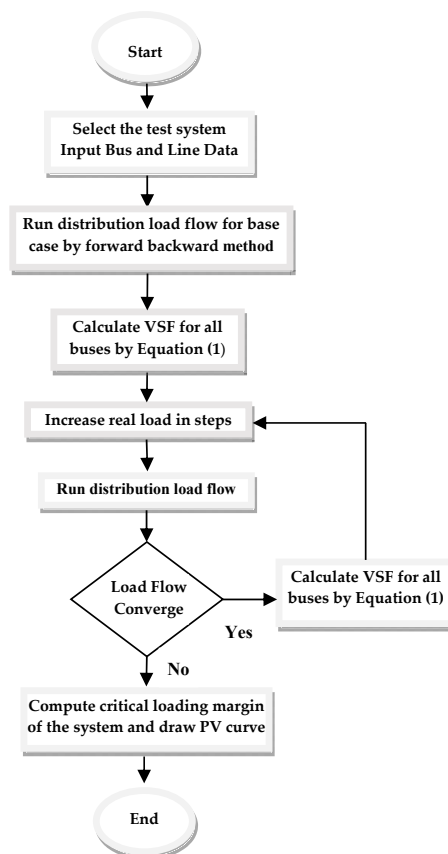 Start
Select the test system
Input Bus and Line Data
Run distribution load flow for base
case by forward backward method
Calculate VSF for all
buses by Equation (1)
Increase real load in steps
Run distribution load flow
Load Flow
Converge
Yes
Calculate VSF for all
buses by Equation (1)
No
Compute critical loading margin
of the system and draw PV curve
End